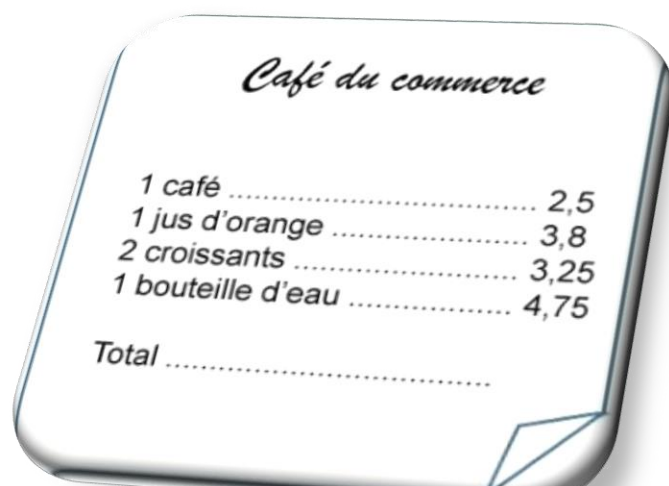 Café du commerce
1 café .................................... 2,5
1 jus d'orange ....................... 3,8
2 croissants .......................... 3,25
1 bouteille d'eau ................... 4,75
Total ......................................